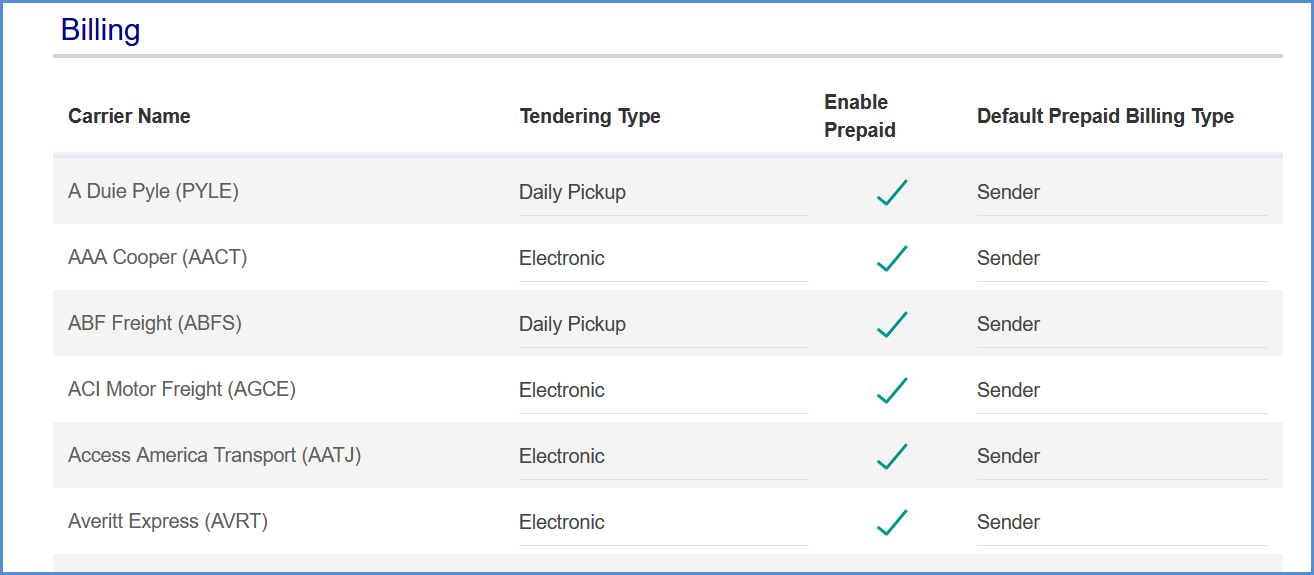 Billing
Carrier Name Tendering Type Enable Prepaid Default Prepaid Billing Type
A Duie Pyle (PYLE) Daily Pickup Sender
AAA Cooper (AACT) Electronic Sender
ABF Freight (ABFS) Daily Pickup Sender
ACI Motor Freight (AGCE) Electronic Sender
Access America Transport (AATJ) Electronic Sender
Averitt Express (AVRT) Electronic Sender